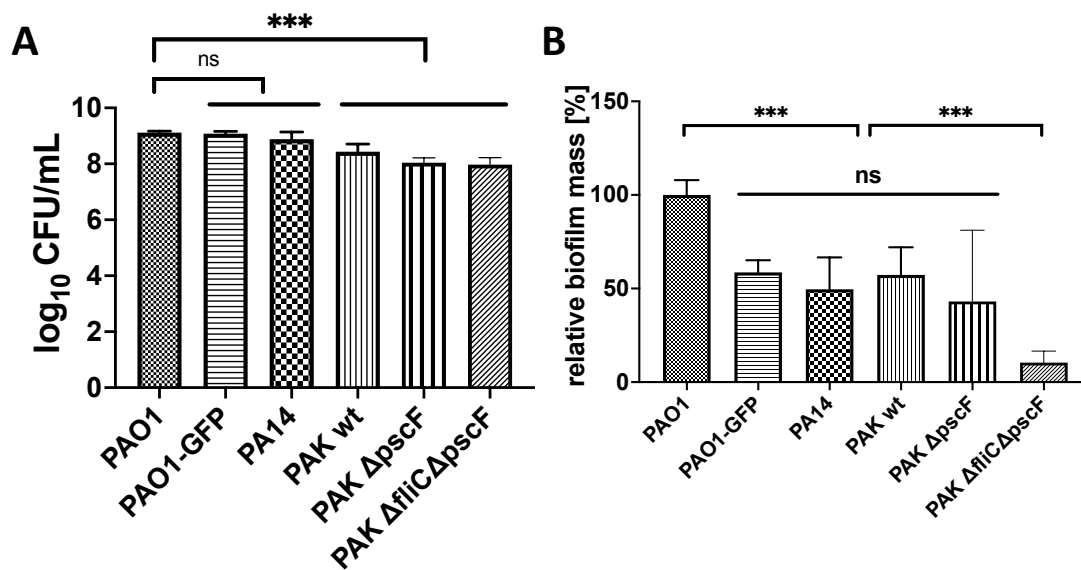 A
***
ns
log10 CFU/mL
10
8
6
4
2
0
PAO1
PAO1-GFP
PA14
PAK wt
PAK ΔpscF
PAK ΔfliCΔpscF
B
relative biofilm mass [%]
150
100
50
0
***
***
ns
PAO1
PAO1-GFP
PA14
PAK wt
PAK ΔpscF
PAK ΔfliCΔpscF